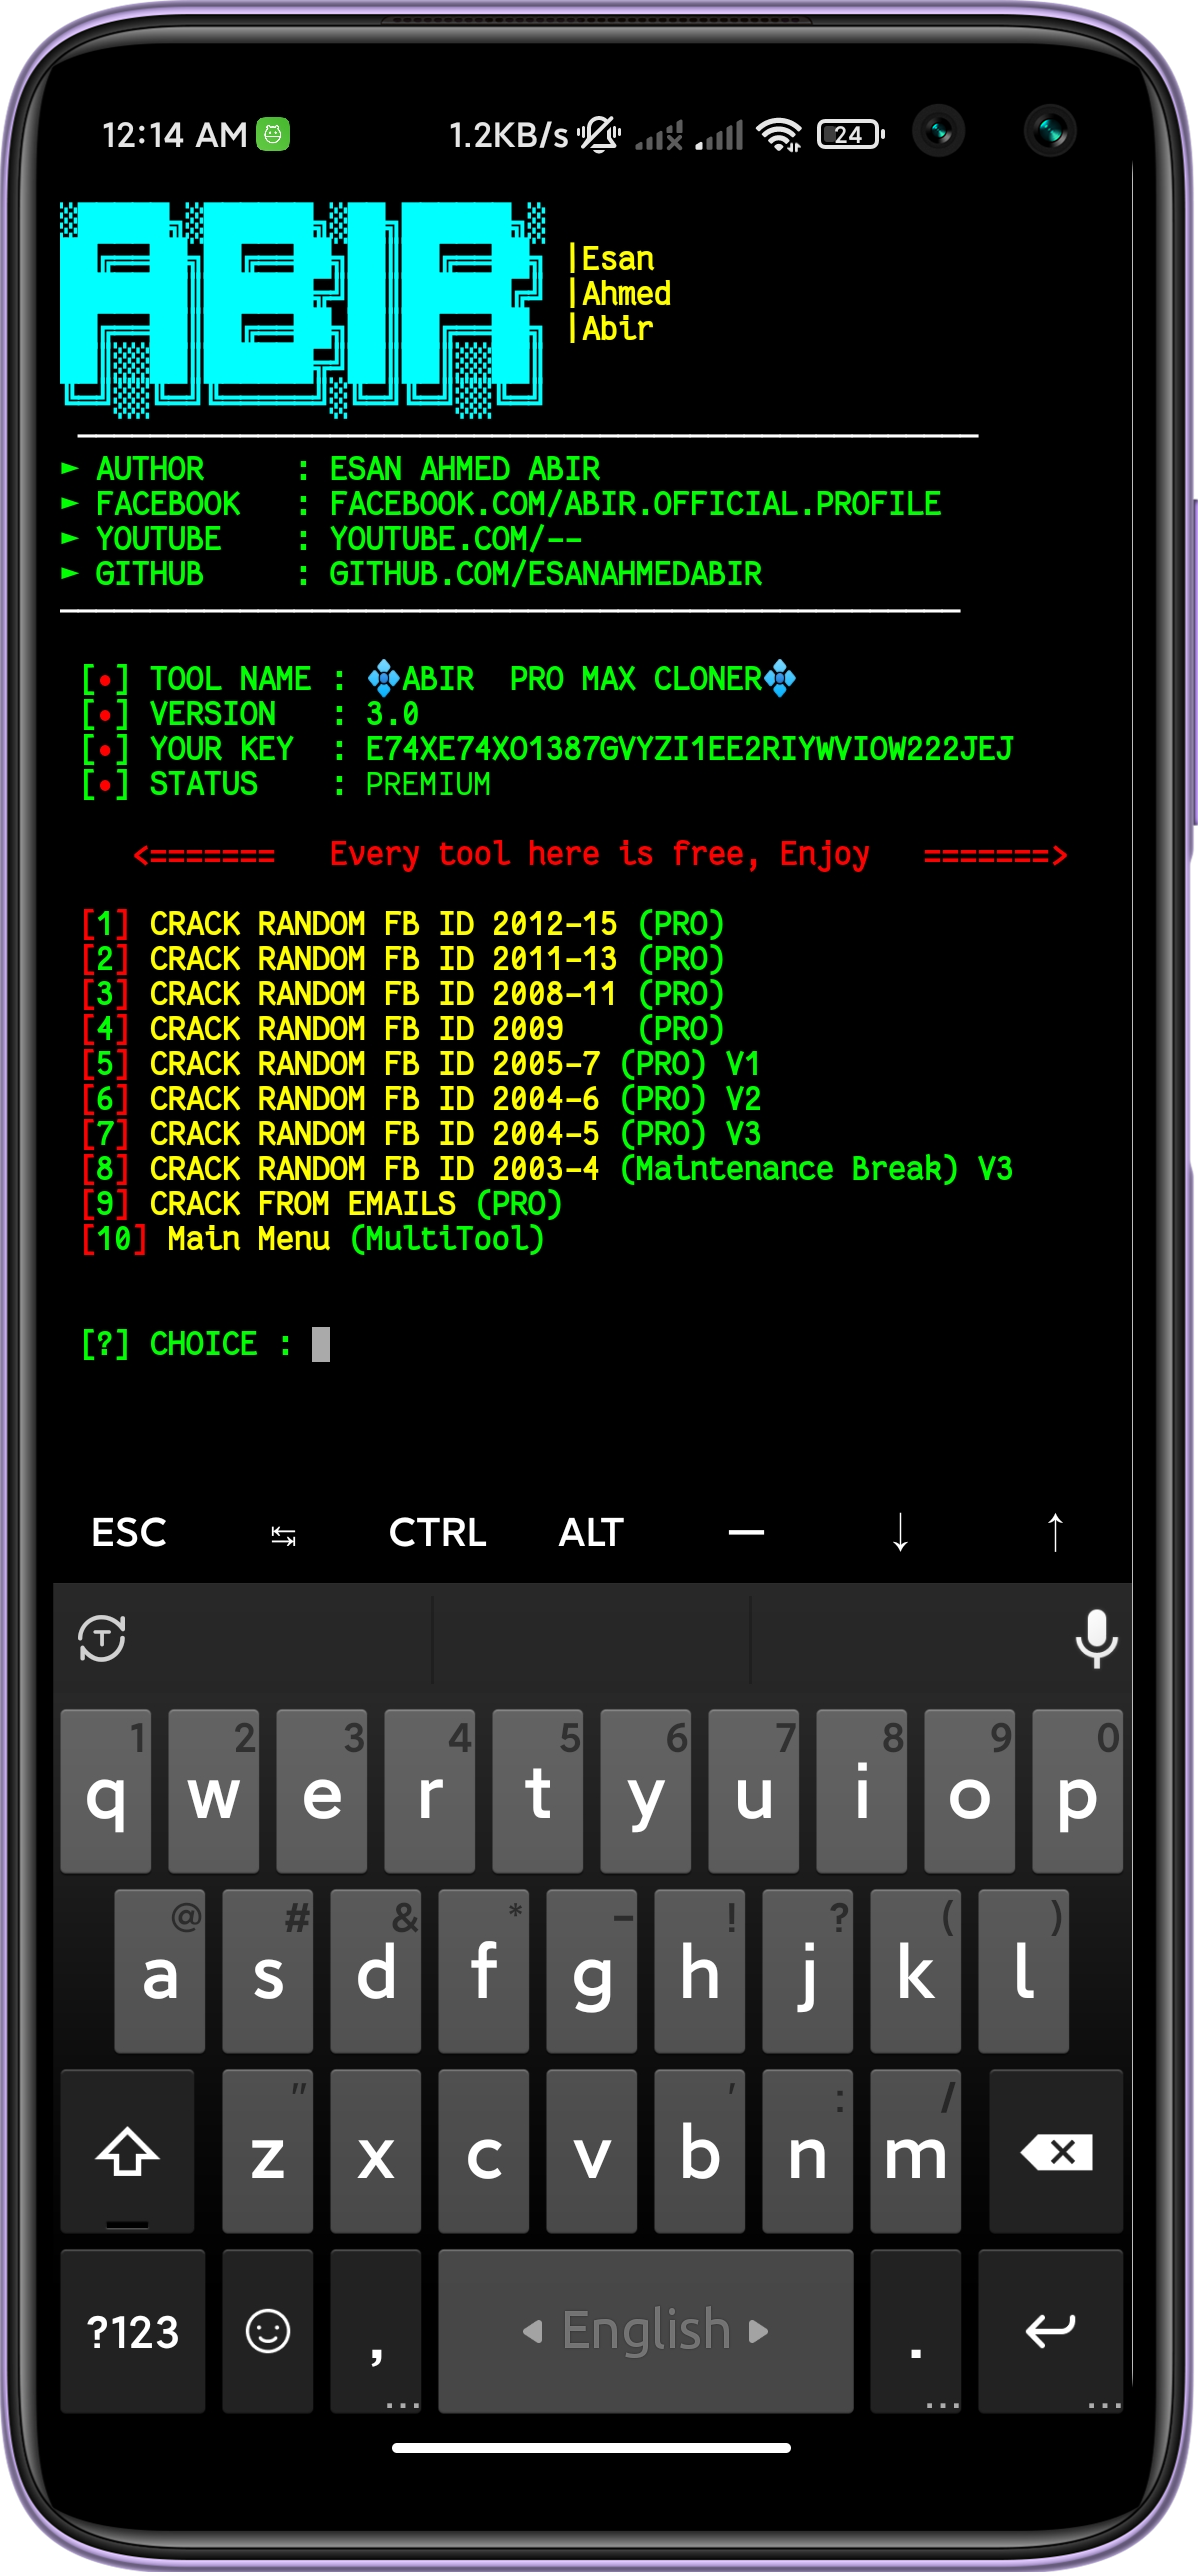 12:14 AM 1.2KB/s 24
ABIR
|Esan
|Ahmed
|Abir
► AUTHOR : ESAN AHMED ABIR
► FACEBOOK : FACEBOOK.COM/ABIR.OFFICIAL.PROFILE
► YOUTUBE : YOUTUBE.COM/--
► GITHUB : GITHUB.COM/ESANAHMEDABIR
[•] TOOL NAME : 💠ABIR PRO MAX CLONER💠
[•] VERSION : 3.0
[•] YOUR KEY : E74XE74XO1387GVYZI1EE2RIYWVIOW222JEJ
[•] STATUS : PREMIUM
<======= Every tool here is free, Enjoy =======>
[1] CRACK RANDOM FB ID 2012-15 (PRO)
[2] CRACK RANDOM FB ID 2011-13 (PRO)
[3] CRACK RANDOM FB ID 2008-11 (PRO)
[4] CRACK RANDOM FB ID 2009 (PRO)
[5] CRACK RANDOM FB ID 2005-7 (PRO) V1
[6] CRACK RANDOM FB ID 2004-6 (PRO) V2
[7] CRACK RANDOM FB ID 2004-5 (PRO) V3
[8] CRACK RANDOM FB ID 2003-4 (Maintenance Break) V3
[9] CRACK FROM EMAILS (PRO)
[10] Main Menu (MultiTool)
[?] CHOICE :
ESC ↹ CTRL ALT — ↓ ↑
T
1 2 3 4 5 6 7 8 9 0
q w e r t y u i o p
@ # & * - ! ? ( )
a s d f g h j k l
" ' : /
z x c v b n m
?123 , English .